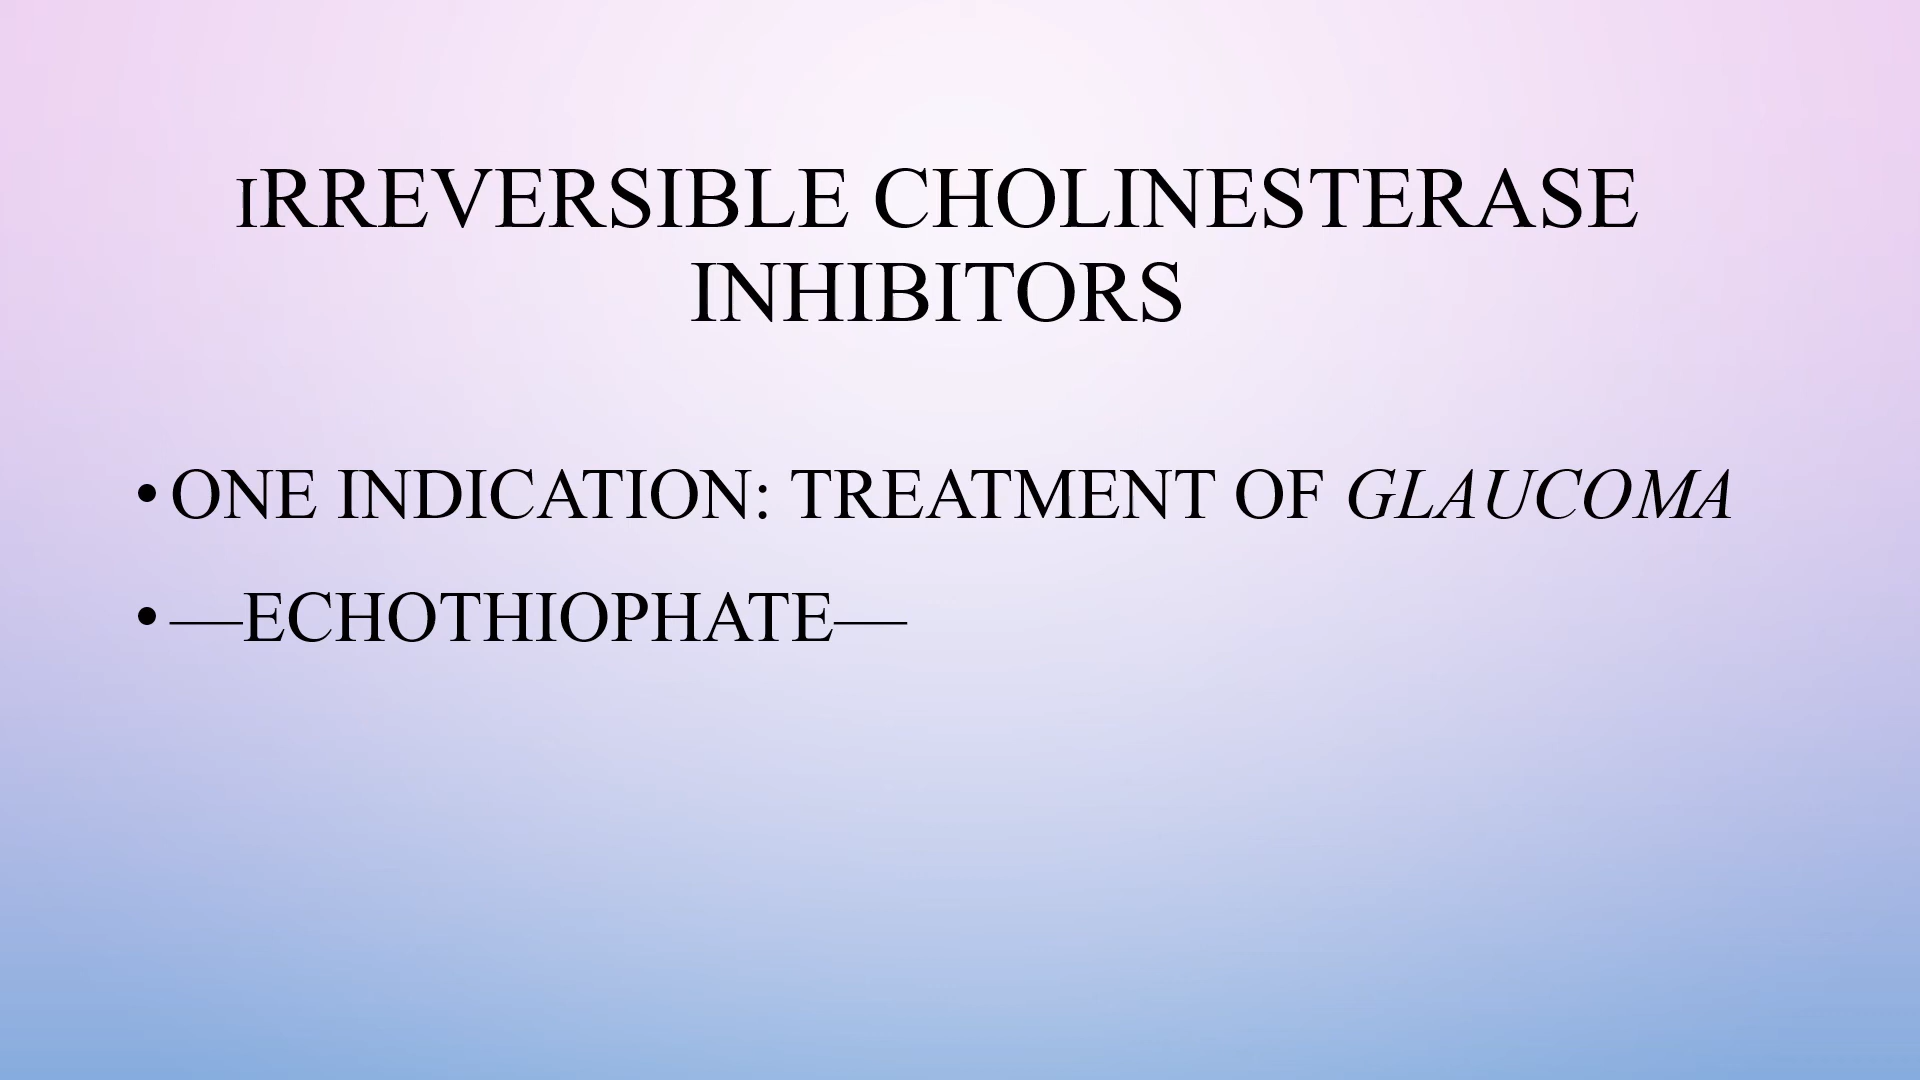 IRREVERSIBLE CHOLINESTERASE
INHIBITORS
• ONE INDICATION: TREATMENT OF GLAUCOMA
• —ECHOTHIOPHATE—